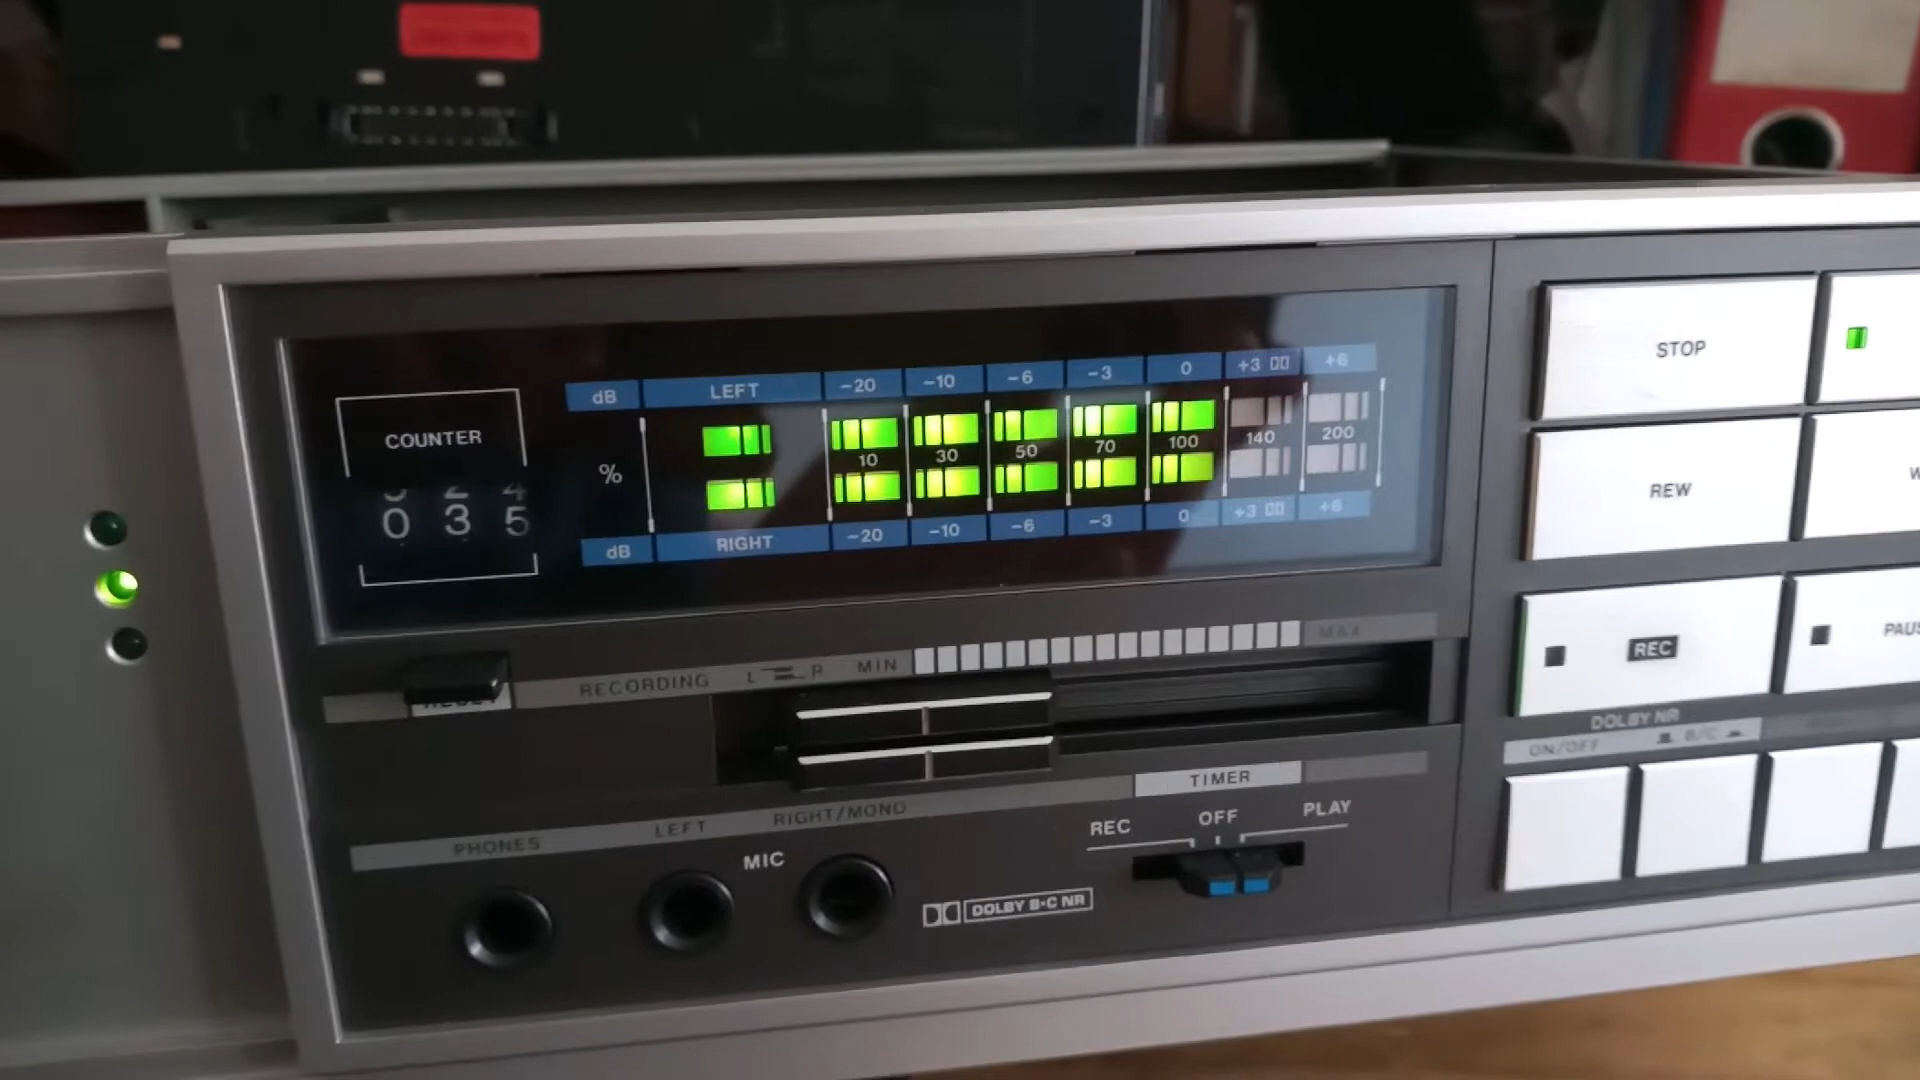 COUNTER
0 3 5
dB LEFT -20 -10 -6 -3 0 +3 +6
% 10 30 50 70 100 140 200
dB RIGHT -20 -10 -6 -3 0 +3 +6
RESET
RECORDING L R MIN MAX
TIMER
REC OFF PLAY
PHONES LEFT RIGHT/MONO
MIC
DOLBY B·C NR
STOP
REW
REC
DOLBY NR
ON/OFF B/C